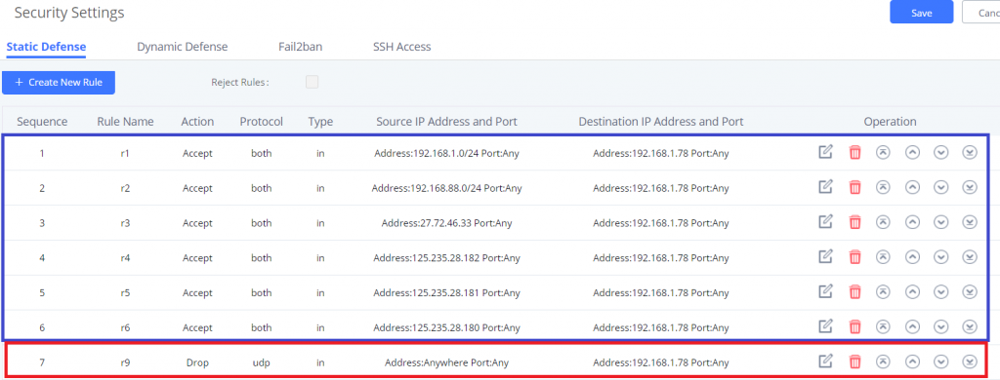 Security Settings Save Canc
Static Defense Dynamic Defense Fail2ban SSH Access
+ Create New Rule Reject Rules :
Sequence Rule Name Action Protocol Type Source IP Address and Port Destination IP Address and Port Operation
1 r1 Accept both in Address:192.168.1.0/24 Port:Any Address:192.168.1.78 Port:Any
2 r2 Accept both in Address:192.168.88.0/24 Port:Any Address:192.168.1.78 Port:Any
3 r3 Accept both in Address:27.72.46.33 Port:Any Address:192.168.1.78 Port:Any
4 r4 Accept both in Address:125.235.28.182 Port:Any Address:192.168.1.78 Port:Any
5 r5 Accept both in Address:125.235.28.181 Port:Any Address:192.168.1.78 Port:Any
6 r6 Accept both in Address:125.235.28.180 Port:Any Address:192.168.1.78 Port:Any
7 r9 Drop udp in Address:Anywhere Port:Any Address:192.168.1.78 Port:Any